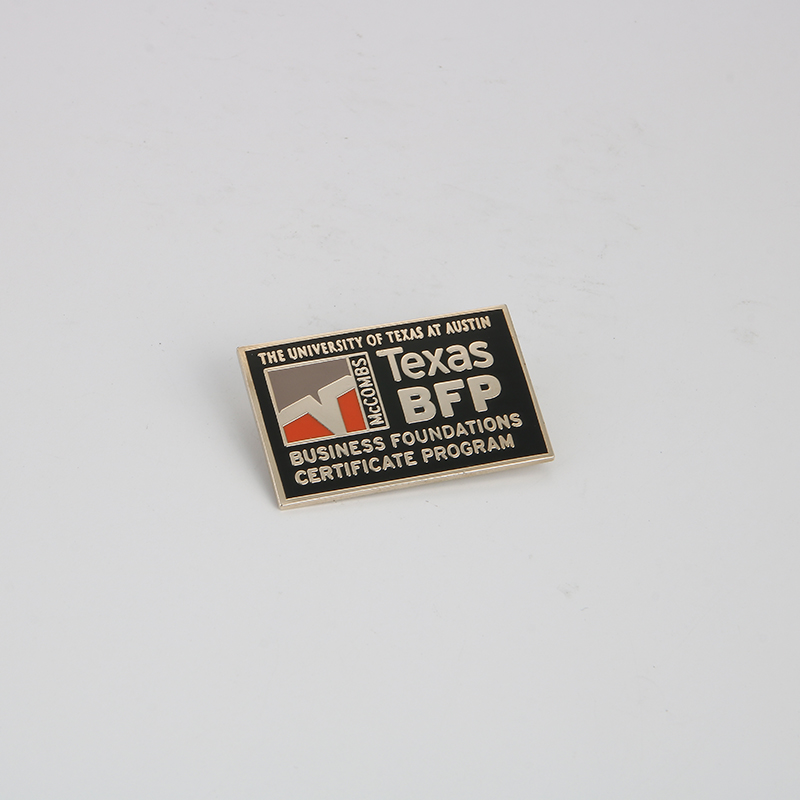 THE UNIVERSITY OF TEXAS AT AUSTIN
McCOMBS
Texas
BFP
BUSINESS FOUNDATIONS
CERTIFICATE PROGRAM